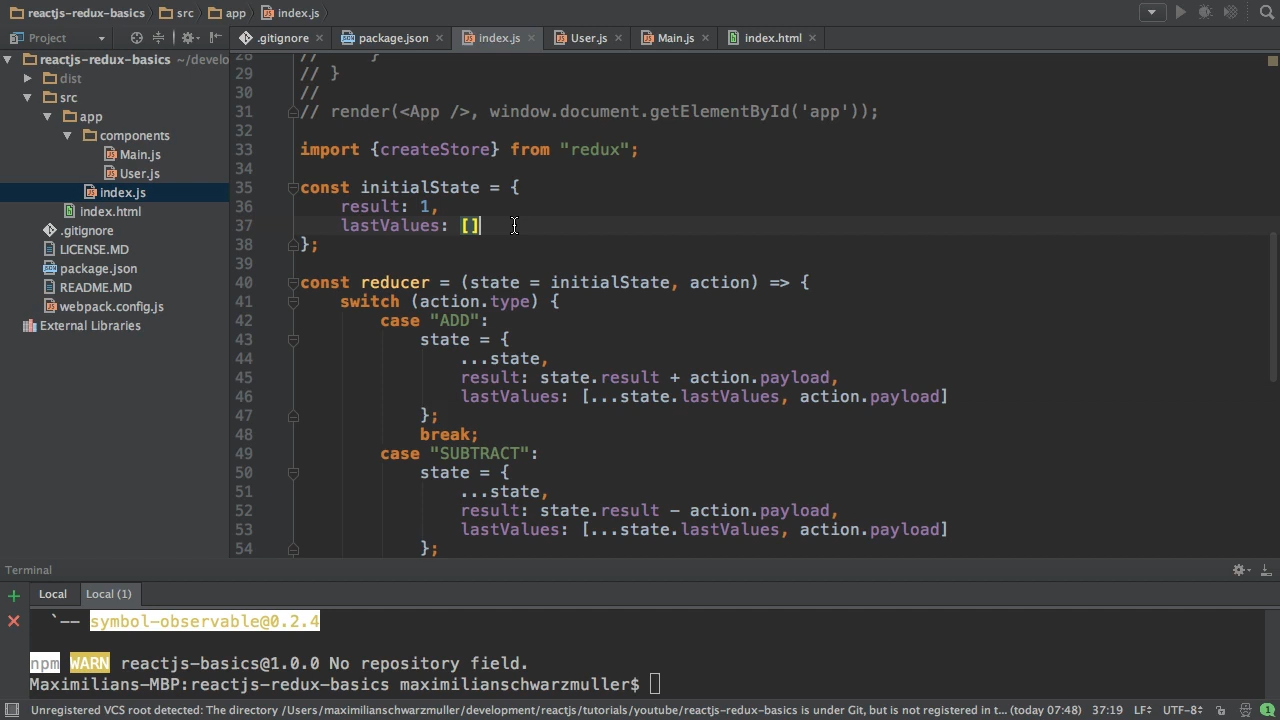 reactjs-redux-basics src app index.js
Project .gitignore package.json index.js User.js Main.js index.html
reactjs-redux-basics ~/develo
dist
src
app
components
Main.js
User.js
index.js
index.html
.gitignore
LICENSE.MD
package.json
README.MD
webpack.config.js
External Libraries
28 // }
29 // }
30 //
31 // render(<App />, window.document.getElementById('app'));
32
33 import {createStore} from "redux";
34
35 const initialState = {
36 result: 1,
37 lastValues: []
38 };
39
40 const reducer = (state = initialState, action) => {
41 switch (action.type) {
42 case "ADD":
43 state = {
44 ...state,
45 result: state.result + action.payload,
46 lastValues: [...state.lastValues, action.payload]
47 };
48 break;
49 case "SUBTRACT":
50 state = {
51 ...state,
52 result: state.result - action.payload,
53 lastValues: [...state.lastValues, action.payload]
54 };
Terminal
Local Local (1)
`-- symbol-observable@0.2.4
npm WARN reactjs-basics@1.0.0 No repository field.
Maximilians-MBP:reactjs-redux-basics maximilianschwarzmuller$
Unregistered VCS root detected: The directory /Users/maximilianschwarzmuller/development/reactjs/tutorials/youtube/reactjs-redux-basics is under Git, but is not registered in t... (today 07:48) 37:19 LF UTF-8 1